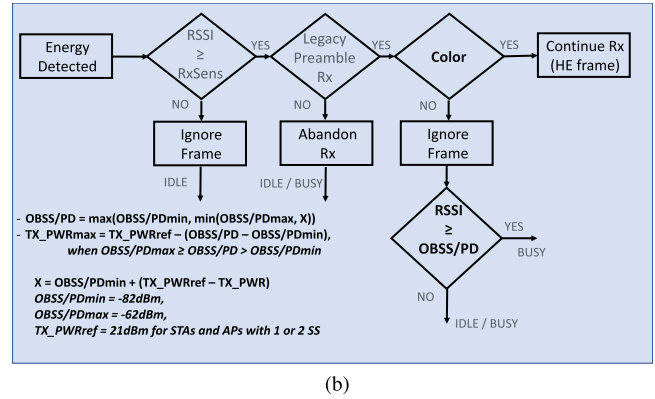 Energy
Detected
RSSI
≥
RxSens
YES
Legacy
Preamble
Rx
YES
Color
YES
Continue Rx
(HE frame)
NO
NO
NO
Ignore
Frame
Abandon
Rx
Ignore
Frame
IDLE
IDLE / BUSY
RSSI
≥
OBSS/PD
YES
BUSY
NO
IDLE / BUSY
- OBSS/PD = max(OBSS/PDmin, min(OBSS/PDmax, X))
- TX_PWRmax = TX_PWRref – (OBSS/PD – OBSS/PDmin),
when OBSS/PDmax ≥ OBSS/PD > OBSS/PDmin
X = OBSS/PDmin + (TX_PWRref – TX_PWR)
OBSS/PDmin = -82dBm,
OBSS/PDmax = -62dBm,
TX_PWRref = 21dBm for STAs and APs with 1 or 2 SS
(b)